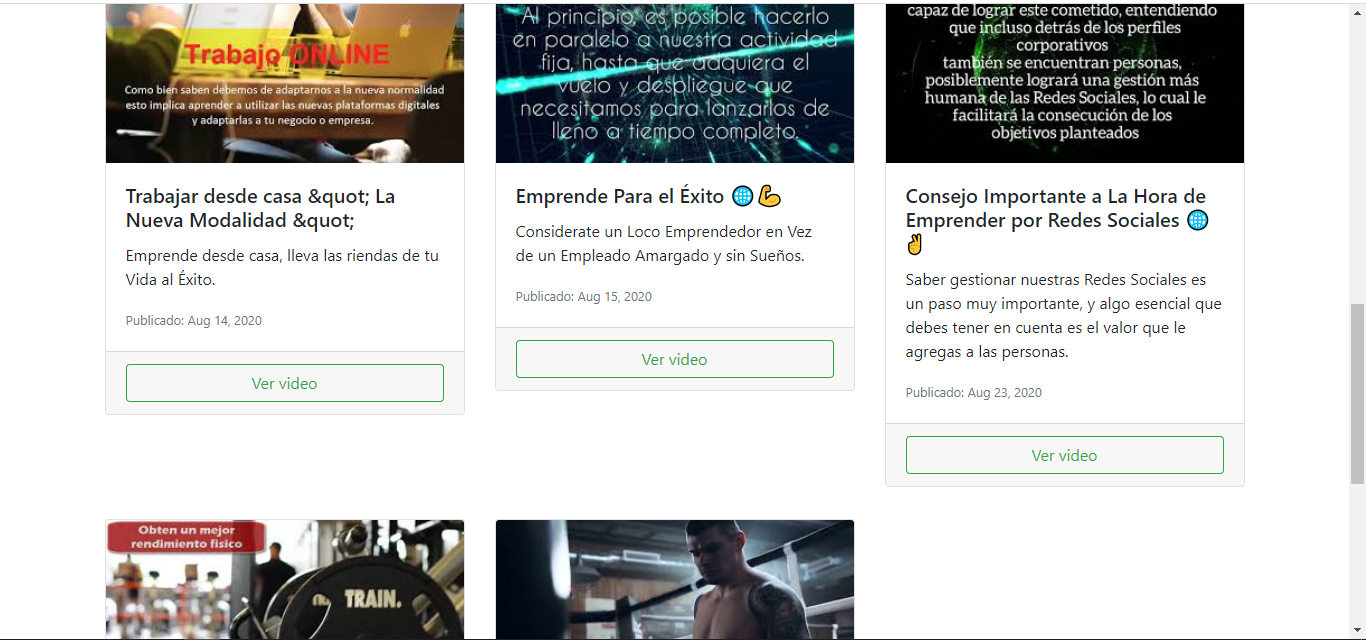 Trabajo ONLINE
Como bien saben debemos de adaptarnos a la nueva normalidad
esto implica aprender a utilizar las nuevas plataformas digitales
y adaptarlas a tu negocio o empresa.
Trabajar desde casa &quot; La
Nueva Modalidad &quot;
Emprende desde casa, lleva las riendas de tu
Vida al Éxito.
Publicado: Aug 14, 2020
Ver video
Al principio, es posible hacerlo
en paralelo a nuestra actividad
fija, hasta que adquiera el
vuelo y despliegue que
necesitamos para lanzarlos de
lleno a tiempo completo.
Emprende Para el Éxito 🌐💪
Considerate un Loco Emprendedor en Vez
de un Empleado Amargado y sin Sueños.
Publicado: Aug 15, 2020
Ver video
capaz de lograr este cometido, entendiendo
que incluso detrás de los perfiles
corporativos
también se encuentran personas,
posiblemente logrará una gestión más
humana de las Redes Sociales, lo cual le
facilitará la consecución de los
objetivos planteados
Consejo Importante a La Hora de
Emprender por Redes Sociales 🌐
✌
Saber gestionar nuestras Redes Sociales es
un paso muy importante, y algo esencial que
debes tener en cuenta es el valor que le
agregas a las personas.
Publicado: Aug 23, 2020
Ver video
Obten un mejor
rendimiento fisico
TRAIN.